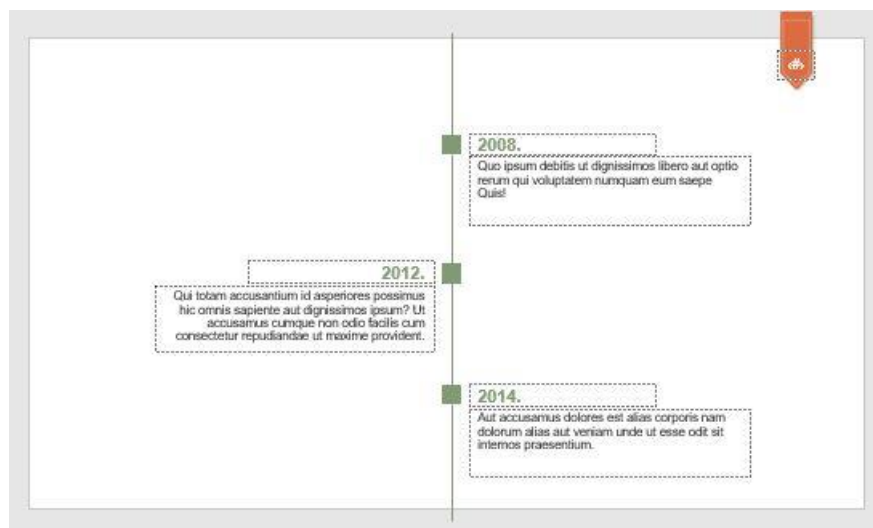 2008.
Quo ipsum debitis ut dignissimos libero aut optio
rerum qui voluptatem numquam eum saepe
Quis!
2012.
Qui totam accusantium id asperiores possimus
hic omnis sapiente aut dignissimos ipsum? Ut
accusamus cumque non odio facilis cum
consectetur repudiandae ut maxime provident.
2014.
Aut accusamus dolores est alias corporis nam
dolorum alias aut veniam unde ut esse odit sit
internos praesentium.